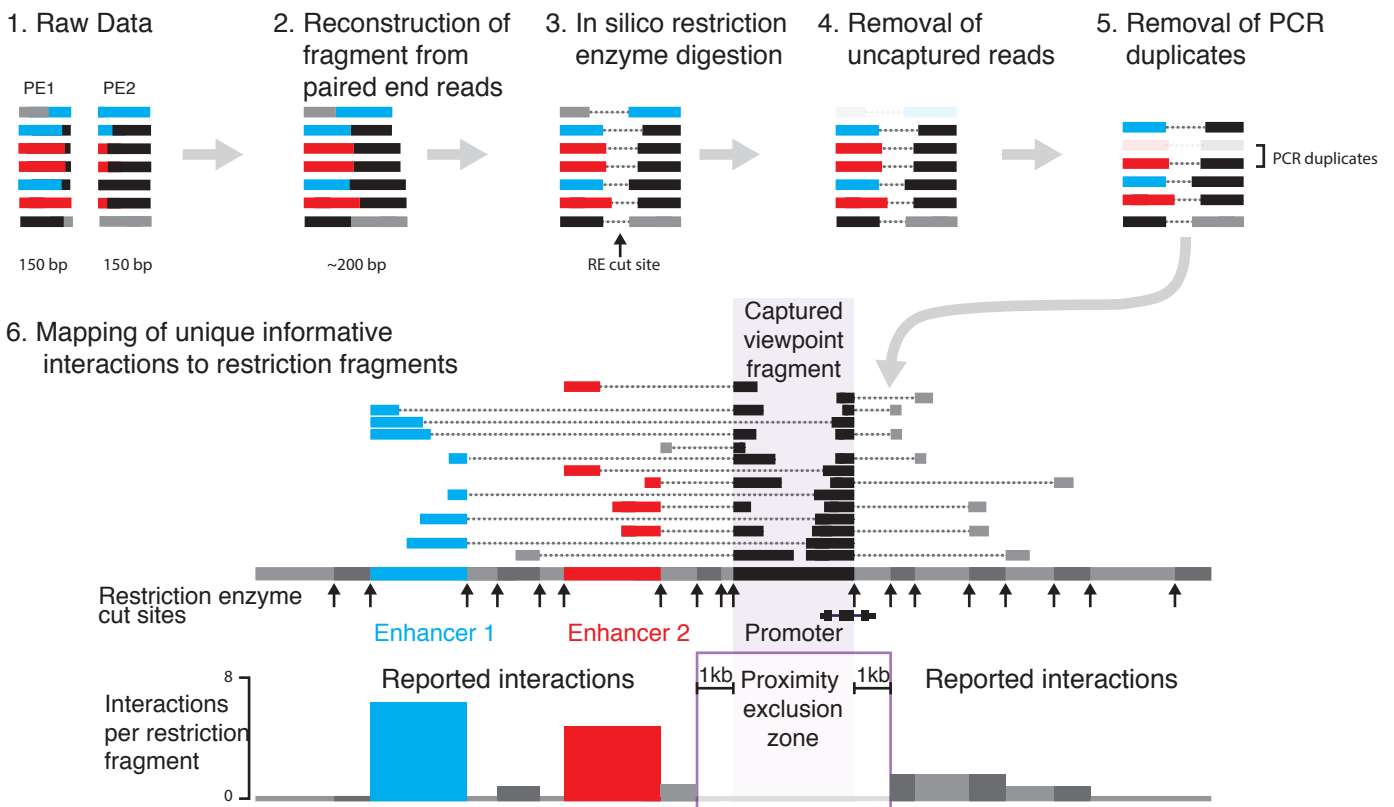 1. Raw Data
2. Reconstruction of
fragment from
paired end reads
3. In silico restriction
enzyme digestion
4. Removal of
uncaptured reads
5. Removal of PCR
duplicates
PE1
PE2
PCR duplicates
150 bp
150 bp
~200 bp
RE cut site
6. Mapping of unique informative
interactions to restriction fragments
Captured
viewpoint
fragment
Restriction enzyme
cut sites
Enhancer 1
Enhancer 2
Promoter
8
Reported interactions
1kb
Proximity
exclusion
zone
1kb
Reported interactions
Interactions
per restriction
fragment
0